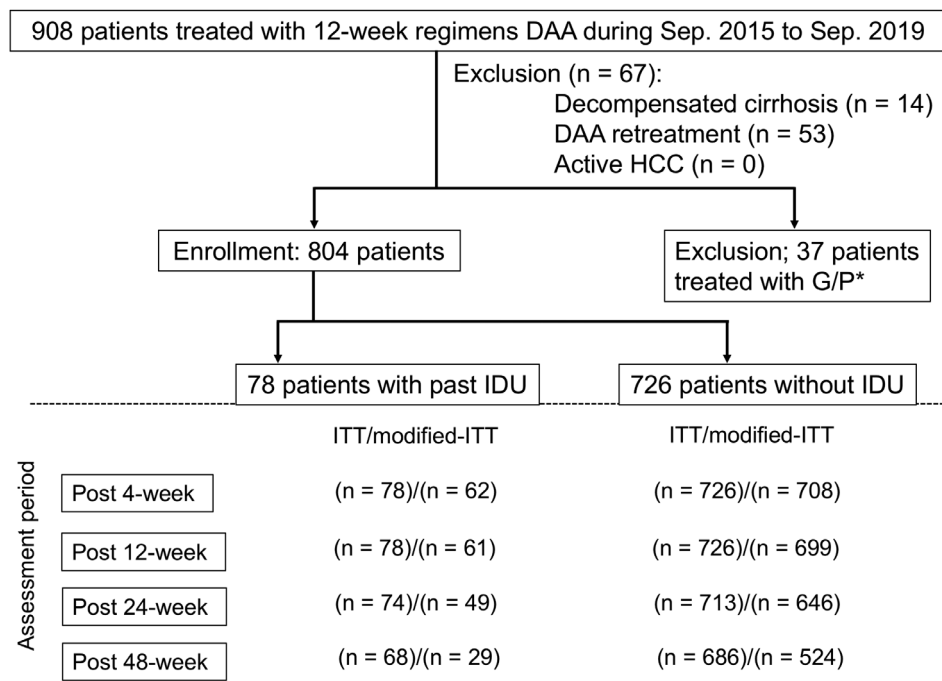 908 patients treated with 12-week regimens DAA during Sep. 2015 to Sep. 2019
Exclusion (n = 67):
Decompensated cirrhosis (n = 14)
DAA retreatment (n = 53)
Active HCC (n = 0)
Enrollment: 804 patients
Exclusion; 37 patients
treated with G/P*
78 patients with past IDU
726 patients without IDU
ITT/modified-ITT
ITT/modified-ITT
Assessment period
Post 4-week
(n = 78)/(n = 62)
(n = 726)/(n = 708)
Post 12-week
(n = 78)/(n = 61)
(n = 726)/(n = 699)
Post 24-week
(n = 74)/(n = 49)
(n = 713)/(n = 646)
Post 48-week
(n = 68)/(n = 29)
(n = 686)/(n = 524)